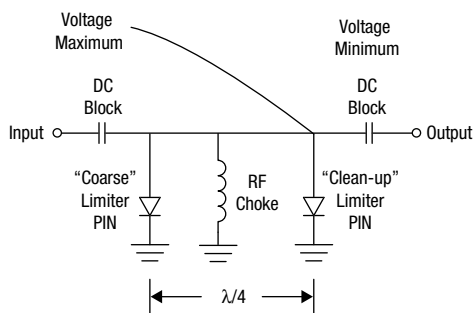 Voltage
Maximum
Voltage
Minimum
DC
Block
DC
Block
Input
Output
“Coarse”
Limiter
PIN
RF
Choke
“Clean-up”
Limiter
PIN
λ/4